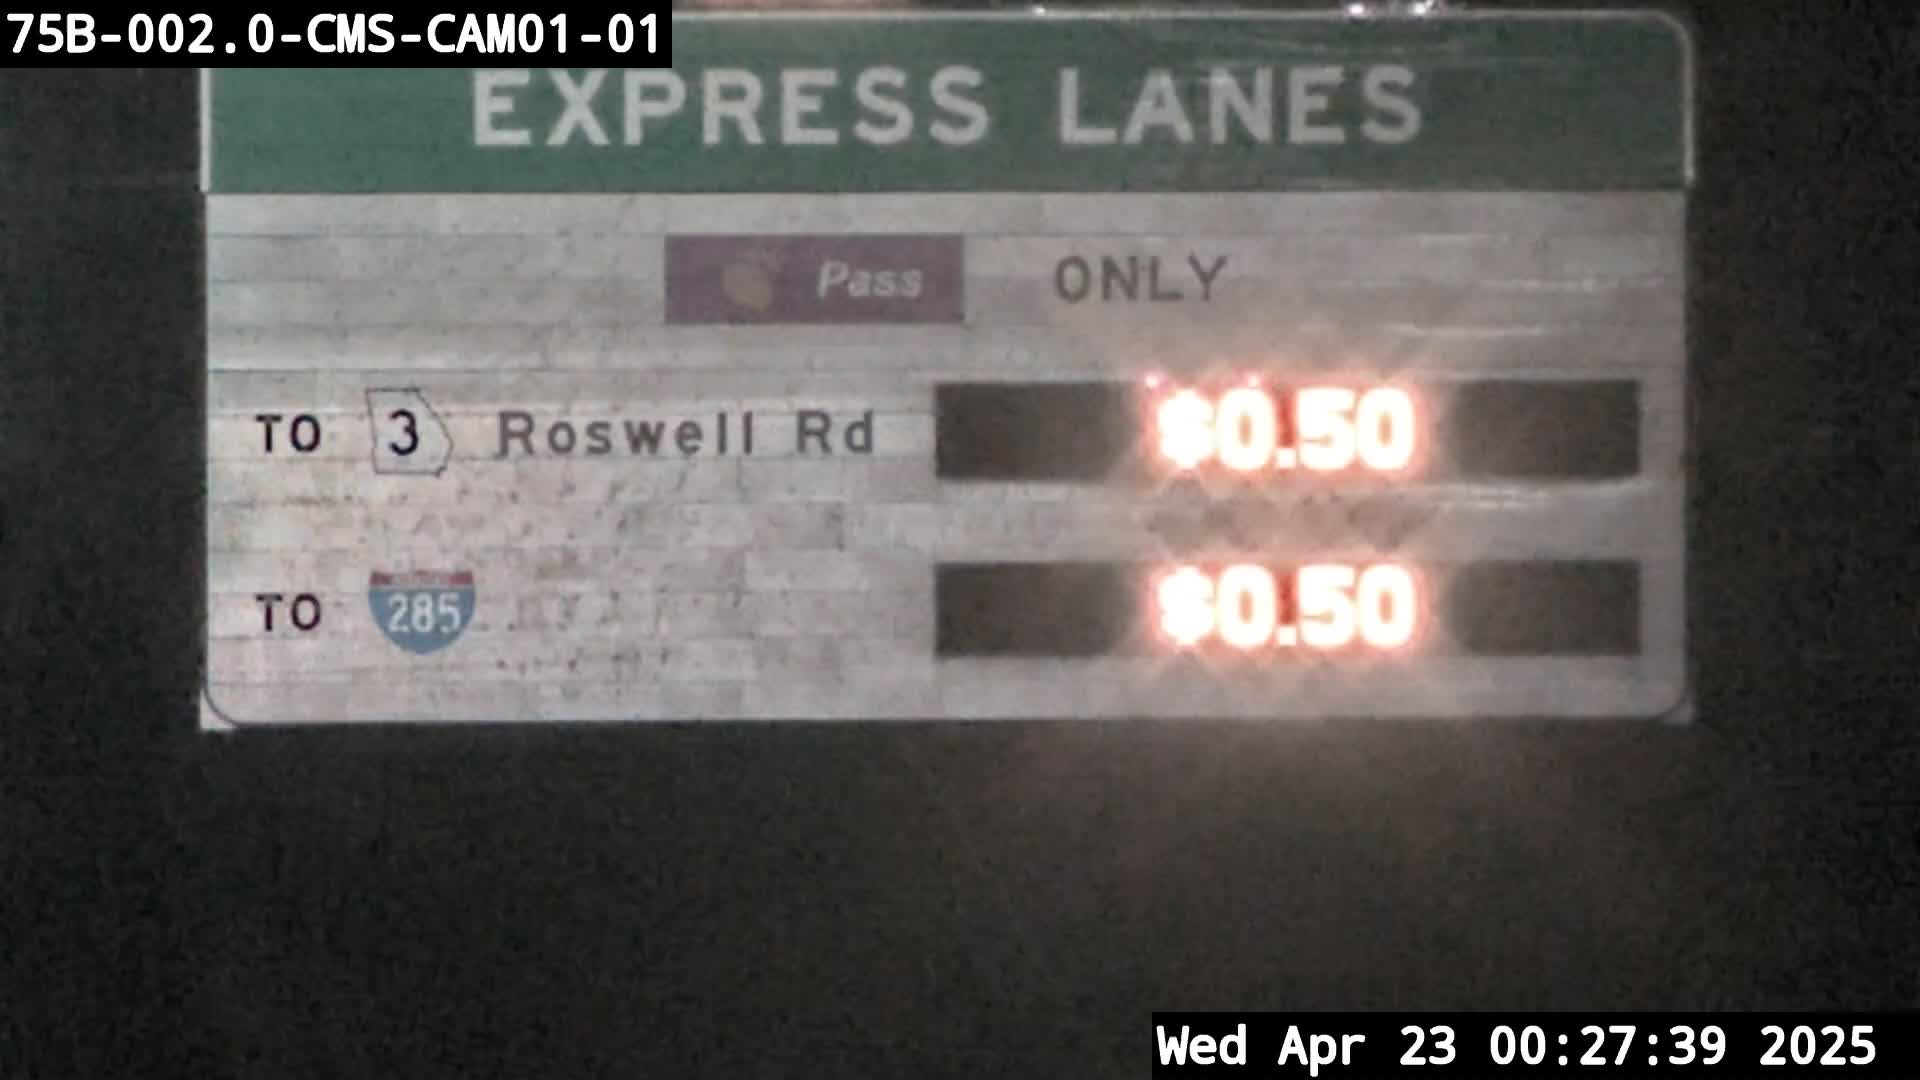 75B-002.0-CMS-CAM01-01
EXPRESS LANES
Pass ONLY
TO 3 Roswell Rd $0.50
TO 285 $0.50
Wed Apr 23 00:27:39 2025